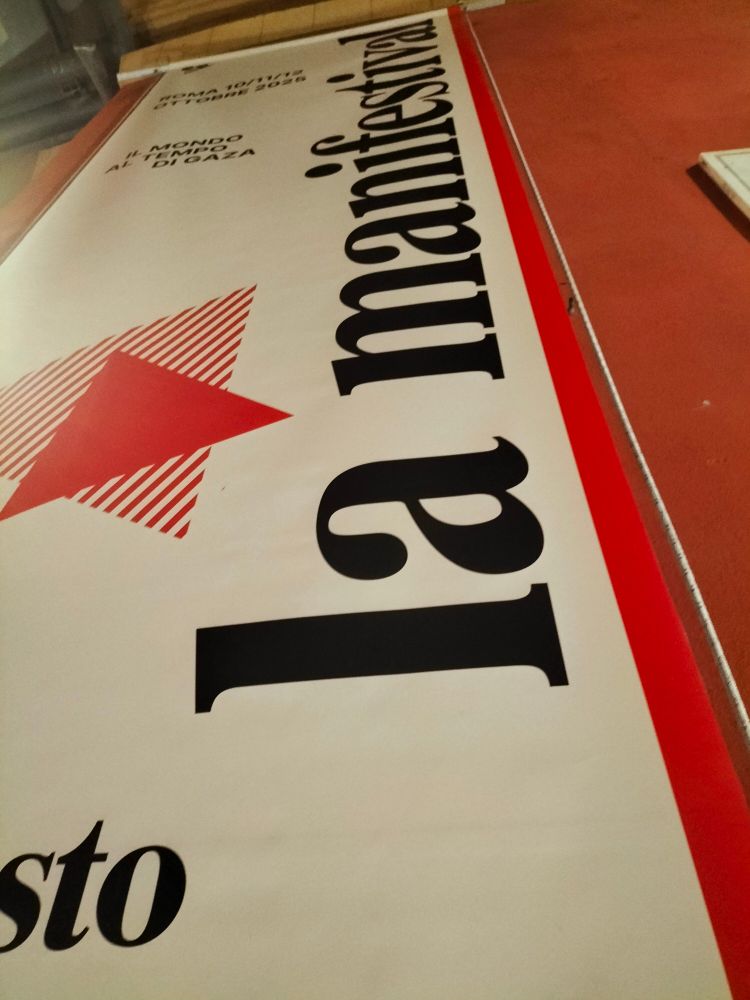 ROMA 10/11/12
OTTOBRE 2025
IL MONDO
AL TEMPO
DI GAZA
la manifestival
sto